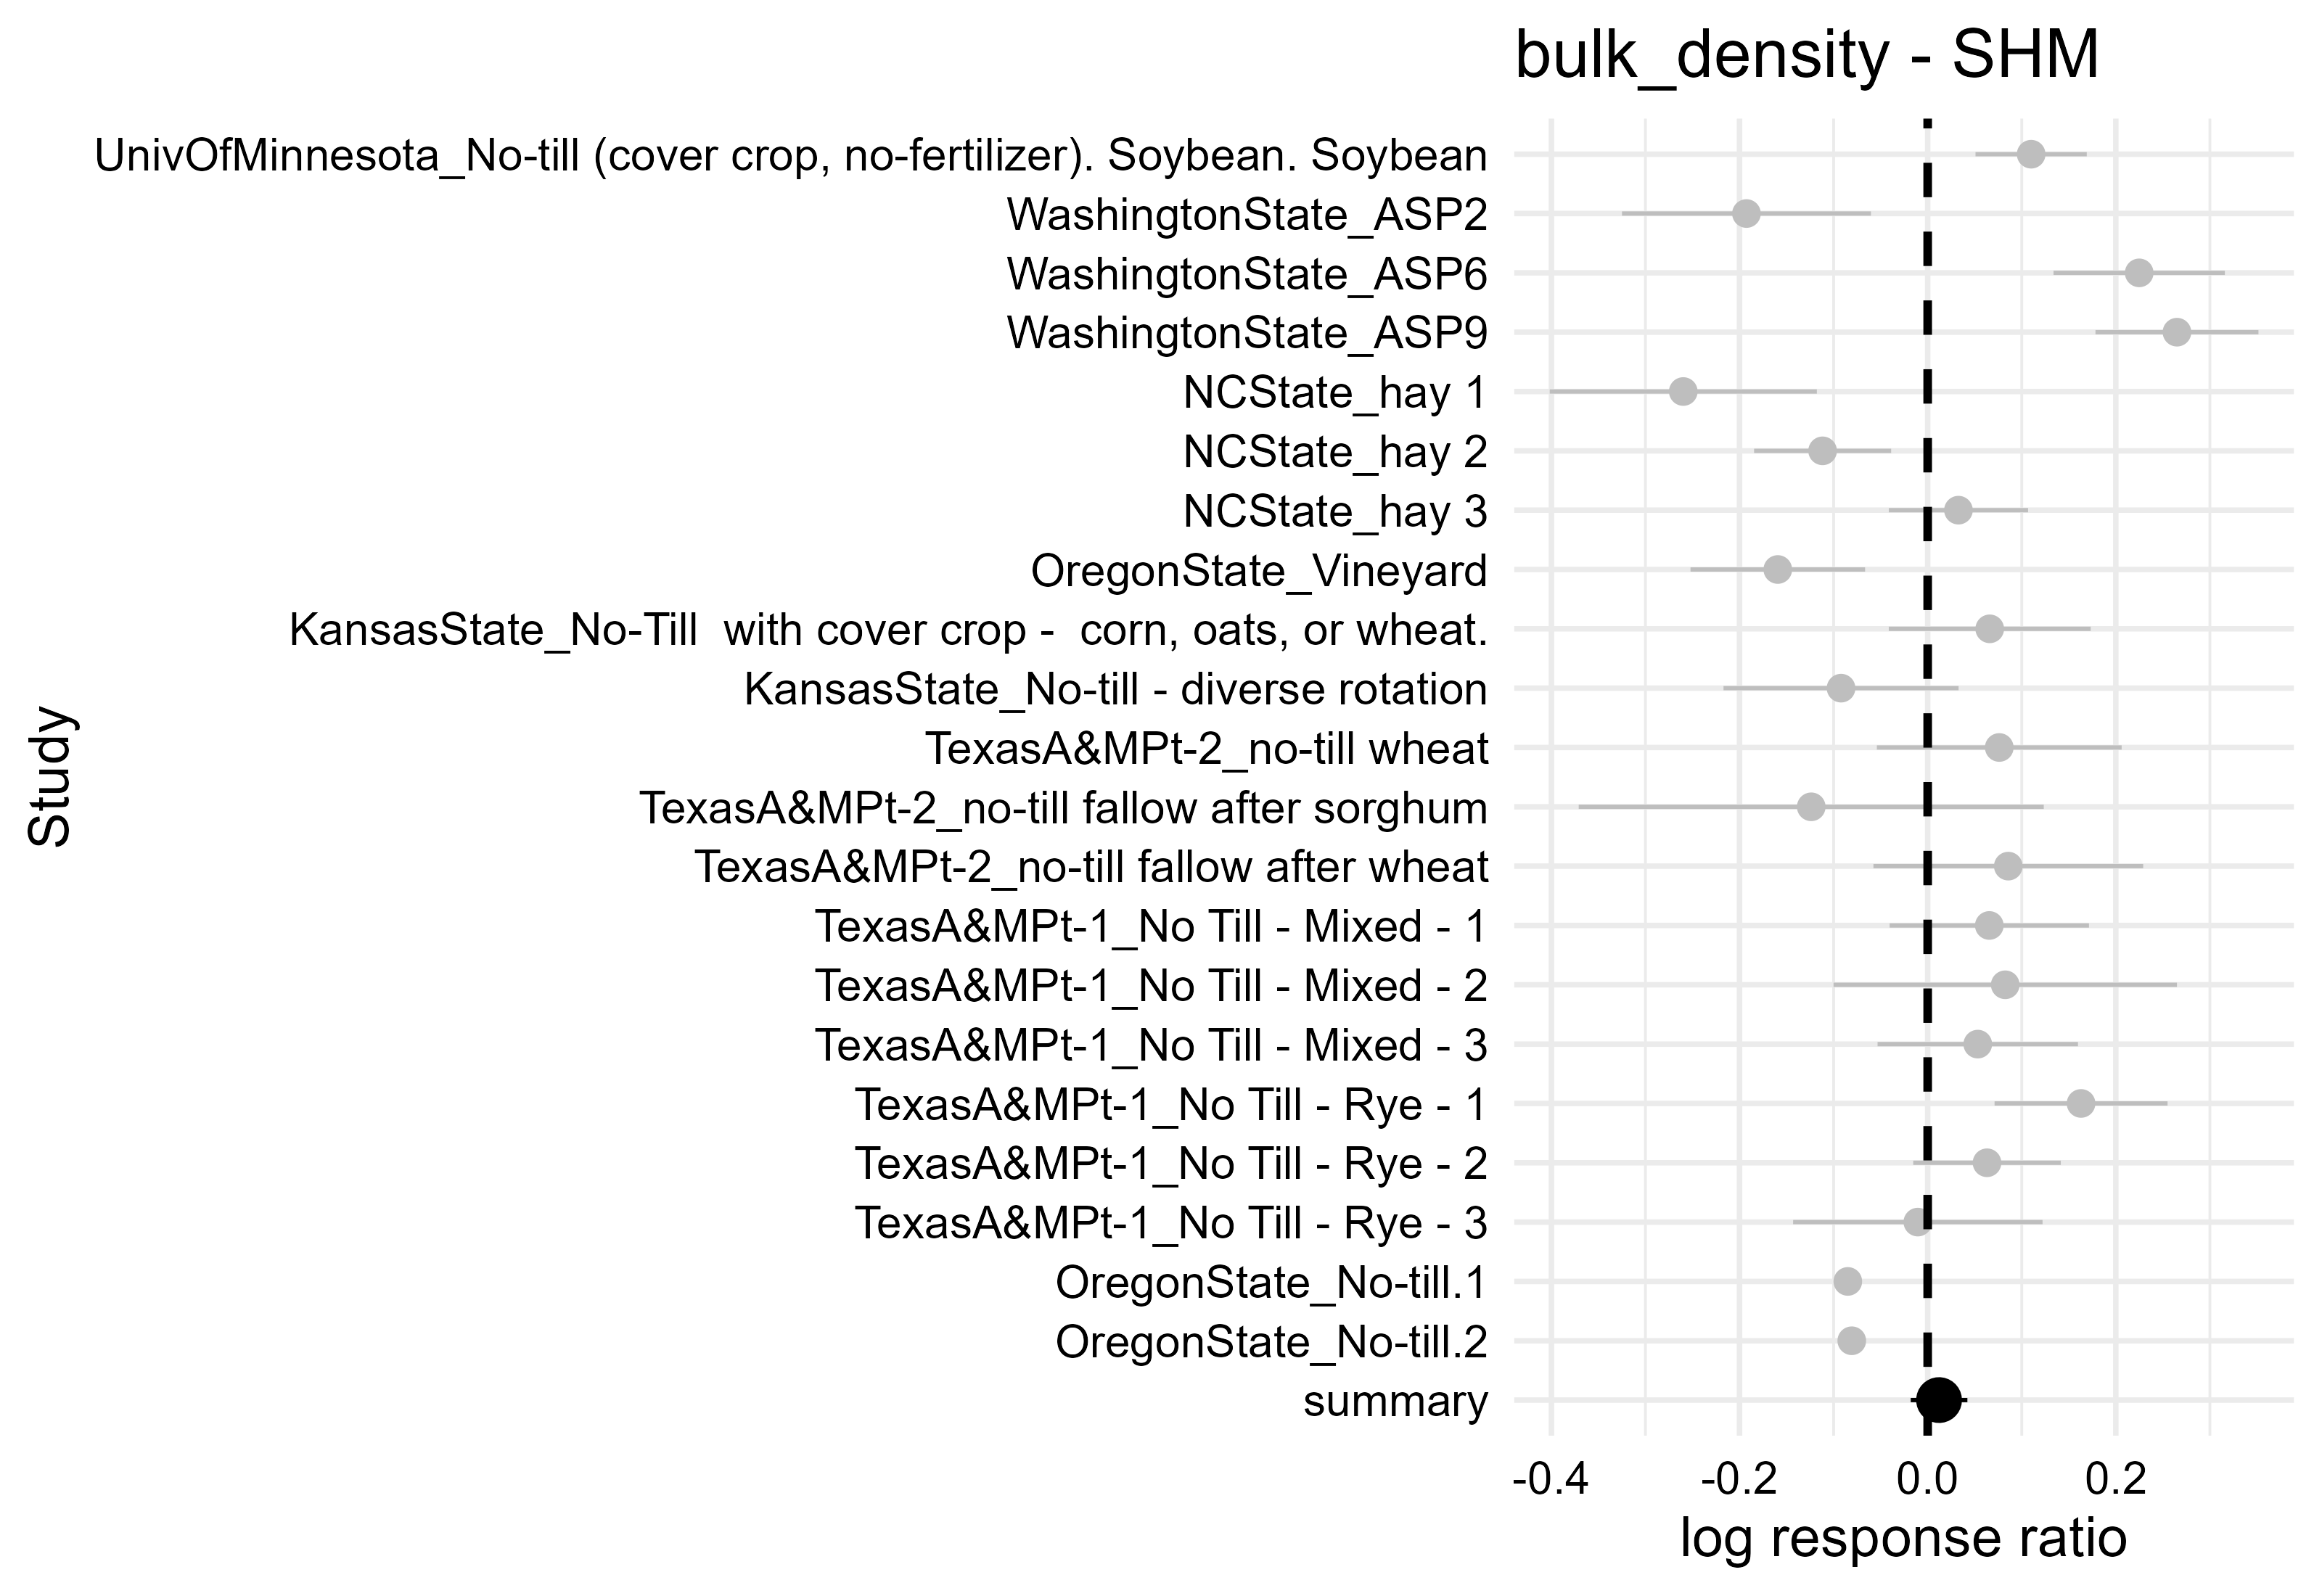 bulk_density - SHM
UnivOfMinnesota_No-till (cover crop, no-fertilizer). Soybean. Soybean
WashingtonState_ASP2
WashingtonState_ASP6
WashingtonState_ASP9
NCState_hay 1
NCState_hay 2
NCState_hay 3
OregonState_Vineyard
KansasState_No-Till  with cover crop -  corn, oats, or wheat.
KansasState_No-till - diverse rotation
TexasA&MPt-2_no-till wheat
TexasA&MPt-2_no-till fallow after sorghum
TexasA&MPt-2_no-till fallow after wheat
TexasA&MPt-1_No Till - Mixed - 1
TexasA&MPt-1_No Till - Mixed - 2
TexasA&MPt-1_No Till - Mixed - 3
TexasA&MPt-1_No Till - Rye - 1
TexasA&MPt-1_No Till - Rye - 2
TexasA&MPt-1_No Till - Rye - 3
OregonState_No-till.1
OregonState_No-till.2
summary
Study
-0.4 -0.2 0.0 0.2
log response ratio